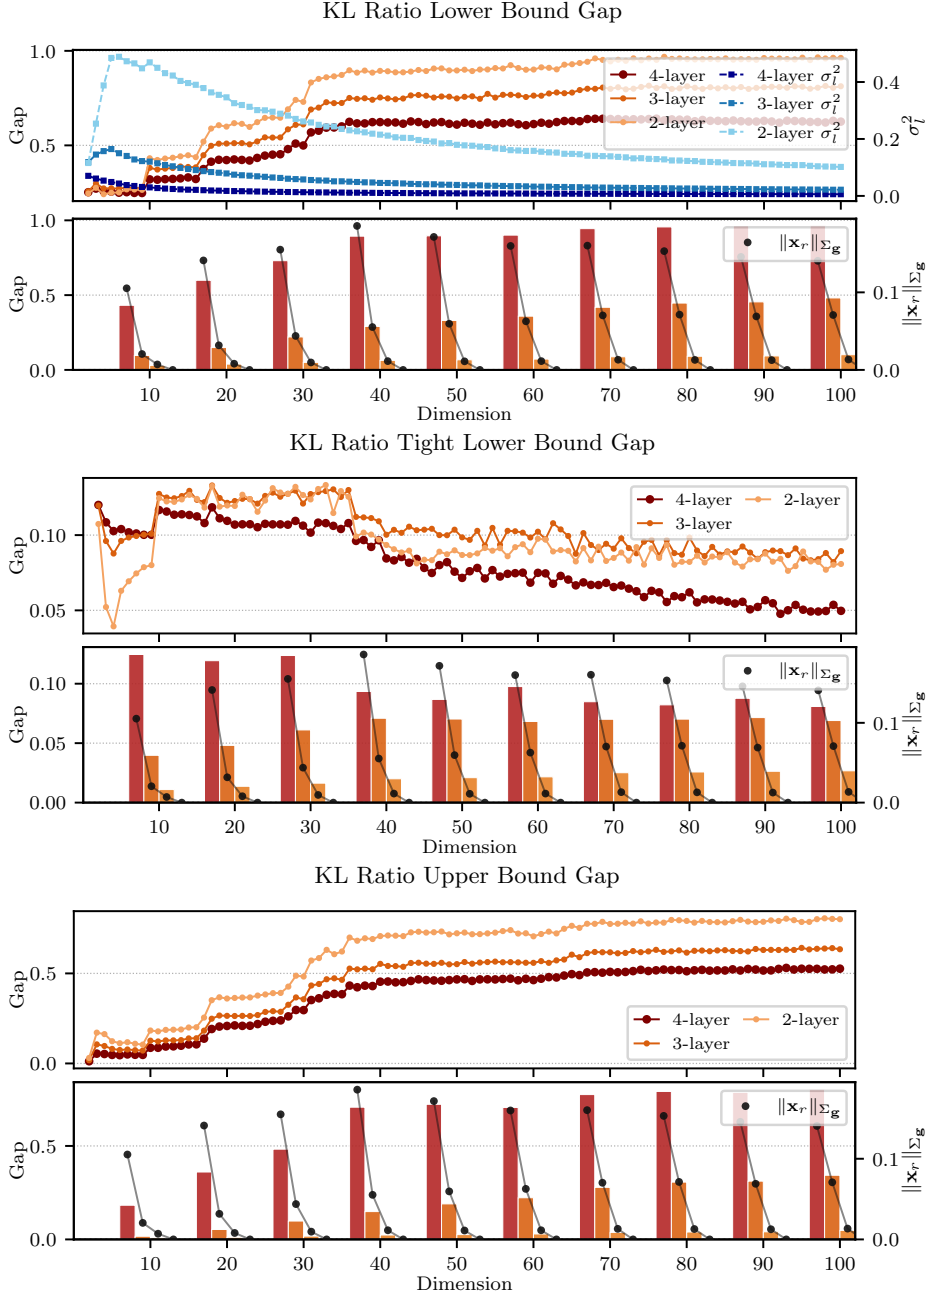 KL Ratio Lower Bound Gap
1.0
0.5
Gap
4-layer
3-layer
2-layer
4-layer σ_l^2
3-layer σ_l^2
2-layer σ_l^2
0.4
0.2
0.0
σ_l^2
1.0
0.5
0.0
Gap
‖x_r‖_Σg
0.1
0.0
‖x_r‖_Σg
10 20 30 40 50 60 70 80 90 100
Dimension
KL Ratio Tight Lower Bound Gap
0.10
0.05
Gap
4-layer
3-layer
2-layer
0.10
0.05
0.00
Gap
‖x_r‖_Σg
0.1
0.0
‖x_r‖_Σg
10 20 30 40 50 60 70 80 90 100
Dimension
KL Ratio Upper Bound Gap
0.5
0.0
Gap
4-layer
3-layer
2-layer
0.5
0.0
Gap
‖x_r‖_Σg
0.1
0.0
‖x_r‖_Σg
10 20 30 40 50 60 70 80 90 100
Dimension